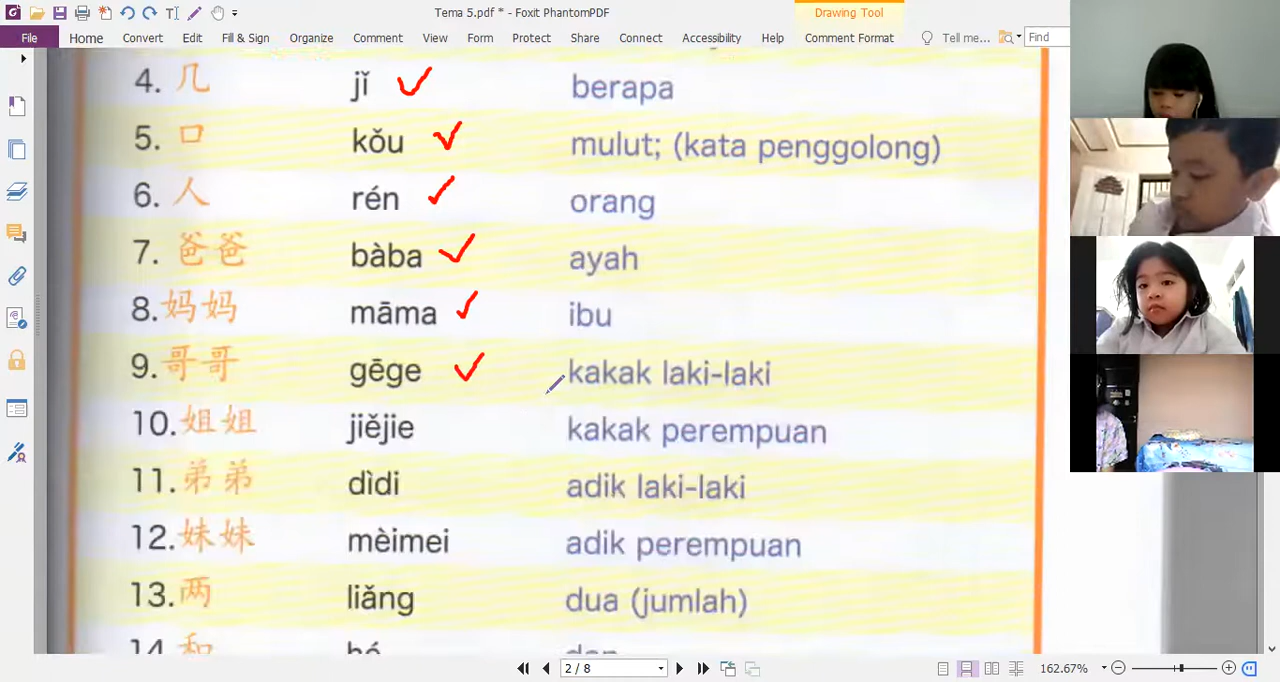 Tema 5.pdf * - Foxit PhantomPDF
Drawing Tool
File Home Convert Edit Fill & Sign Organize Comment View Form Protect Share Connect Accessibility Help Comment Format Tell me... Find
4. 几 jǐ berapa
5. 口 kǒu mulut; (kata penggolong)
6. 人 rén orang
7. 爸爸 bàba ayah
8. 妈妈 māma ibu
9. 哥哥 gēge kakak laki-laki
10. 姐姐 jiějie kakak perempuan
11. 弟弟 dìdi adik laki-laki
12. 妹妹 mèimei adik perempuan
13. 两 liǎng dua (jumlah)
2 / 8
162.67%